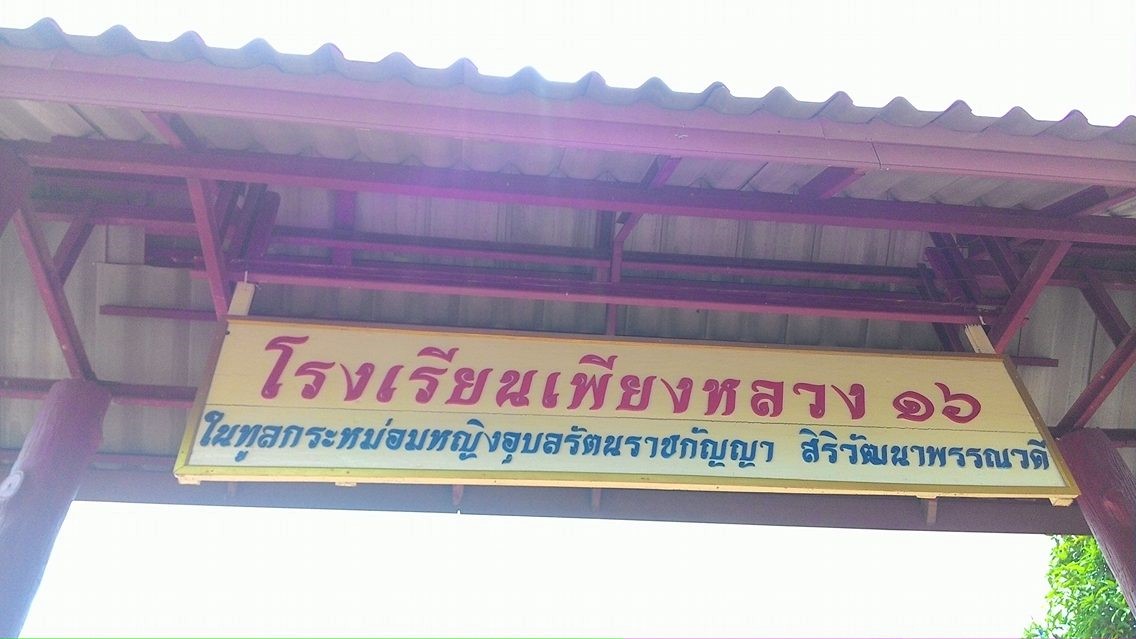 โรงเรียนเพียงหลวง ๑๖
ในทูลกระหม่อมหญิงอุบลรัตนราชกัญญา สิริวัฒนาพรรณวดี